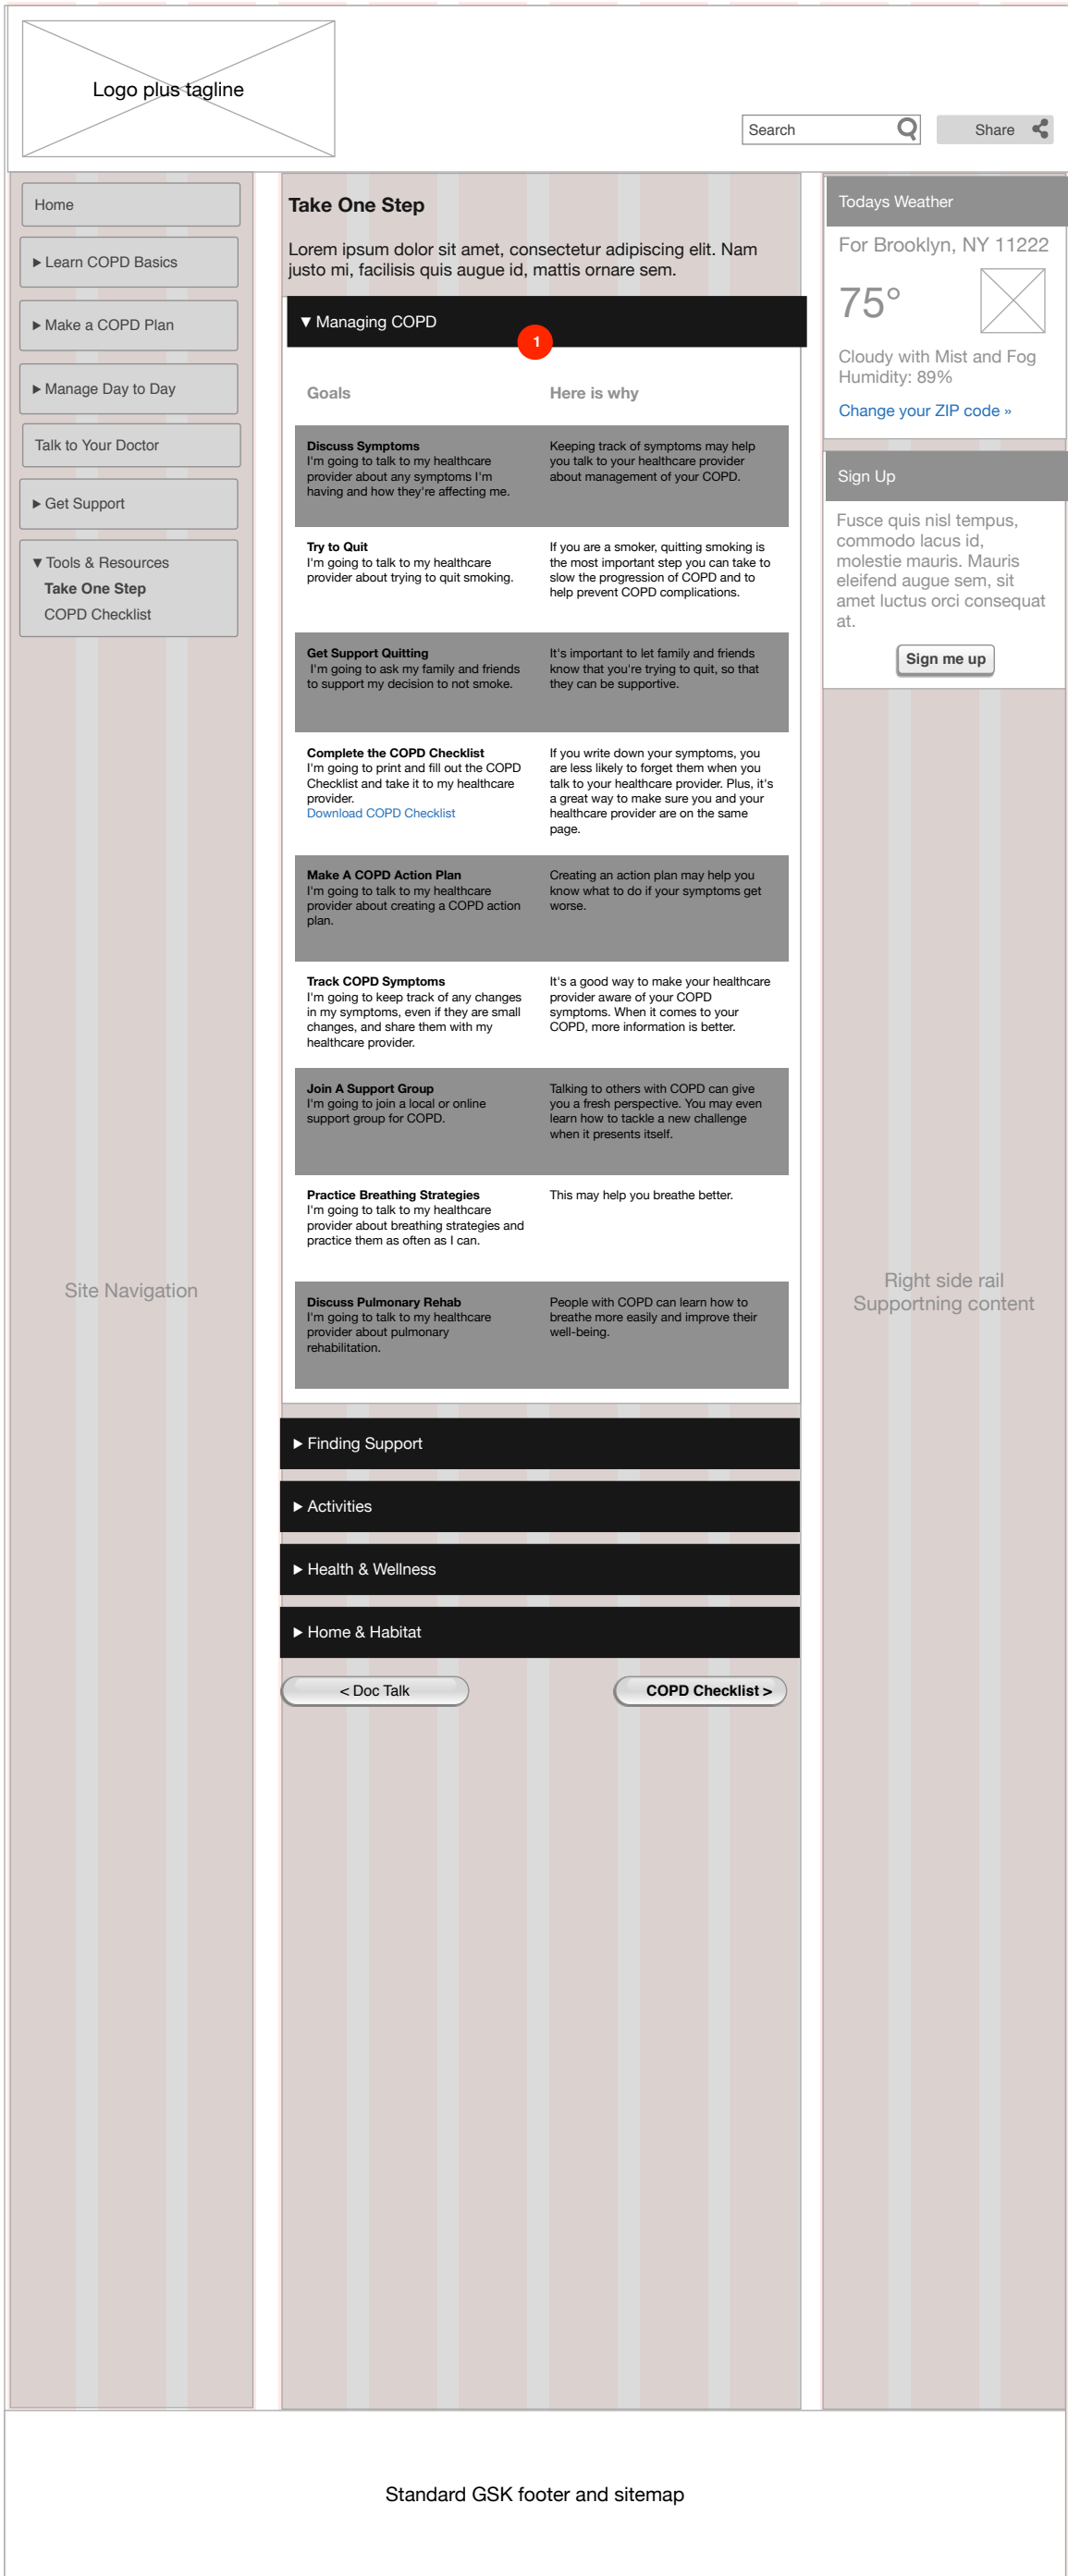 Logo plus tagline
Search
Share
Home
▶ Learn COPD Basics
▶ Make a COPD Plan
▶ Manage Day to Day
Talk to Your Doctor
▶ Get Support
▼ Tools & Resources
Take One Step
COPD Checklist
Site Navigation
Take One Step
Lorem ipsum dolor sit amet, consectetur adipiscing elit. Nam
justo mi, facilisis quis augue id, mattis ornare sem.
▼ Managing COPD
1
Goals
Here is why
Discuss Symptoms
I'm going to talk to my healthcare
provider about any symptoms I'm
having and how they're affecting me.
Keeping track of symptoms may help
you talk to your healthcare provider
about management of your COPD.
Try to Quit
I'm going to talk to my healthcare
provider about trying to quit smoking.
If you are a smoker, quitting smoking is
the most important step you can take to
slow the progression of COPD and to
help prevent COPD complications.
Get Support Quitting
I'm going to ask my family and friends
to support my decision to not smoke.
It's important to let family and friends
know that you're trying to quit, so that
they can be supportive.
Complete the COPD Checklist
I'm going to print and fill out the COPD
Checklist and take it to my healthcare
provider.
Download COPD Checklist
If you write down your symptoms, you
are less likely to forget them when you
talk to your healthcare provider. Plus, it's
a great way to make sure you and your
healthcare provider are on the same
page.
Make A COPD Action Plan
I'm going to talk to my healthcare
provider about creating a COPD action
plan.
Creating an action plan may help you
know what to do if your symptoms get
worse.
Track COPD Symptoms
I'm going to keep track of any changes
in my symptoms, even if they are small
changes, and share them with my
healthcare provider.
It's a good way to make your healthcare
provider aware of your COPD
symptoms. When it comes to your
COPD, more information is better.
Join A Support Group
I'm going to join a local or online
support group for COPD.
Talking to others with COPD can give
you a fresh perspective. You may even
learn how to tackle a new challenge
when it presents itself.
Practice Breathing Strategies
I'm going to talk to my healthcare
provider about breathing strategies and
practice them as often as I can.
This may help you breathe better.
Discuss Pulmonary Rehab
I'm going to talk to my healthcare
provider about pulmonary
rehabilitation.
People with COPD can learn how to
breathe more easily and improve their
well-being.
▶ Finding Support
▶ Activities
▶ Health & Wellness
▶ Home & Habitat
< Doc Talk
COPD Checklist >
Todays Weather
For Brooklyn, NY 11222
75°
Cloudy with Mist and Fog
Humidity: 89%
Change your ZIP code »
Sign Up
Fusce quis nisl tempus,
commodo lacus id,
molestie mauris. Mauris
eleifend augue sem, sit
amet luctus orci consequat
at.
Sign me up
Right side rail
Supportning content
Standard GSK footer and sitemap